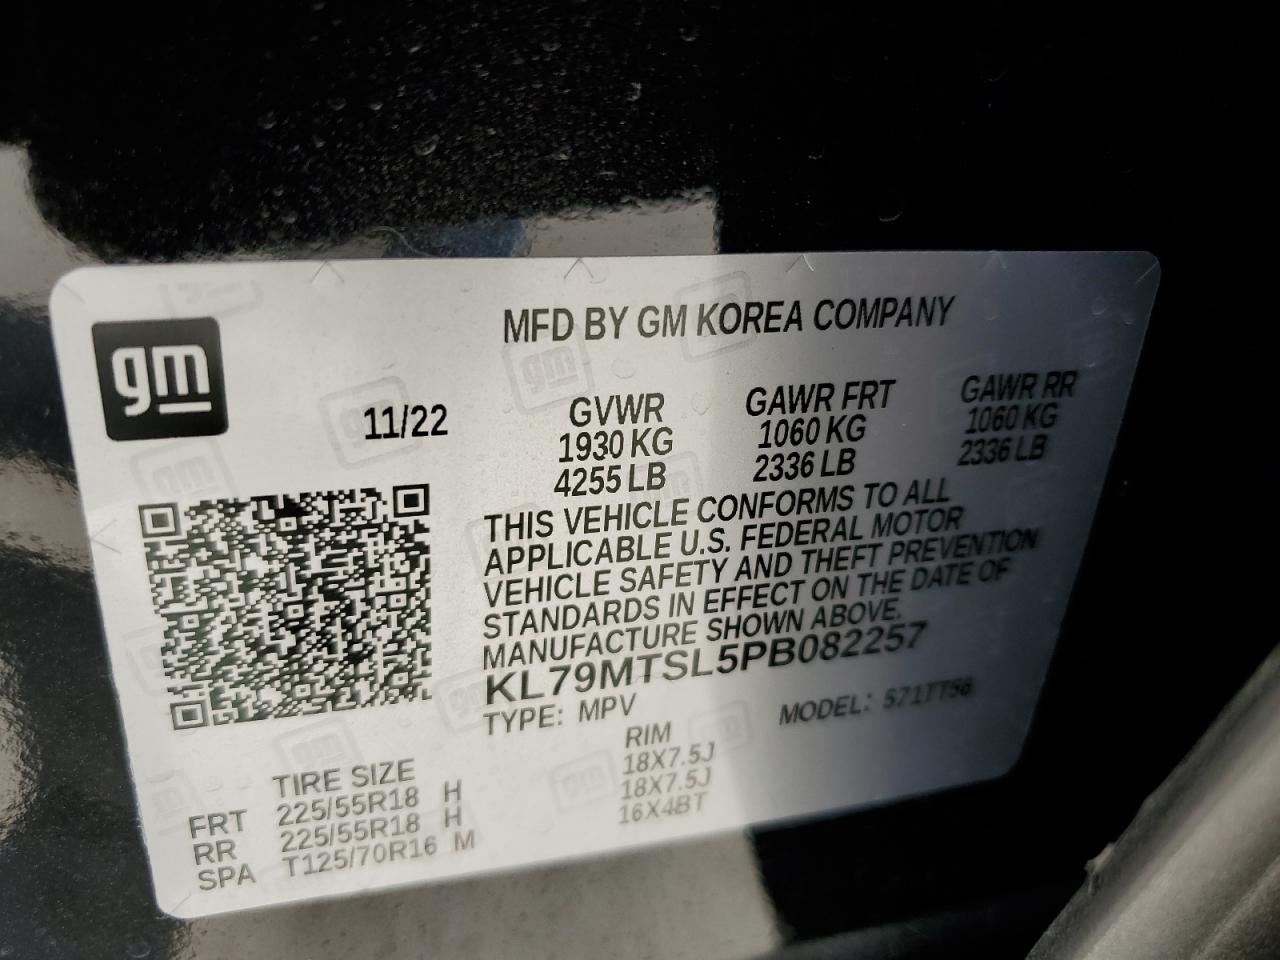 gm
MFD BY GM KOREA COMPANY
11/22
GVWR GAWR FRT GAWR RR
1930 KG 1060 KG 1060 KG
4255 LB 2336 LB 2336 LB
THIS VEHICLE CONFORMS TO ALL
APPLICABLE U.S. FEDERAL MOTOR
VEHICLE SAFETY AND THEFT PREVENTION
STANDARDS IN EFFECT ON THE DATE OF
MANUFACTURE SHOWN ABOVE.
KL79MTSL5PB082257
TYPE: MPV MODEL: 571TT56
TIRE SIZE RIM
FRT 225/55R18 H 18X7.5J
RR 225/55R18 H 18X7.5J
SPA T125/70R16 M 16X4BT